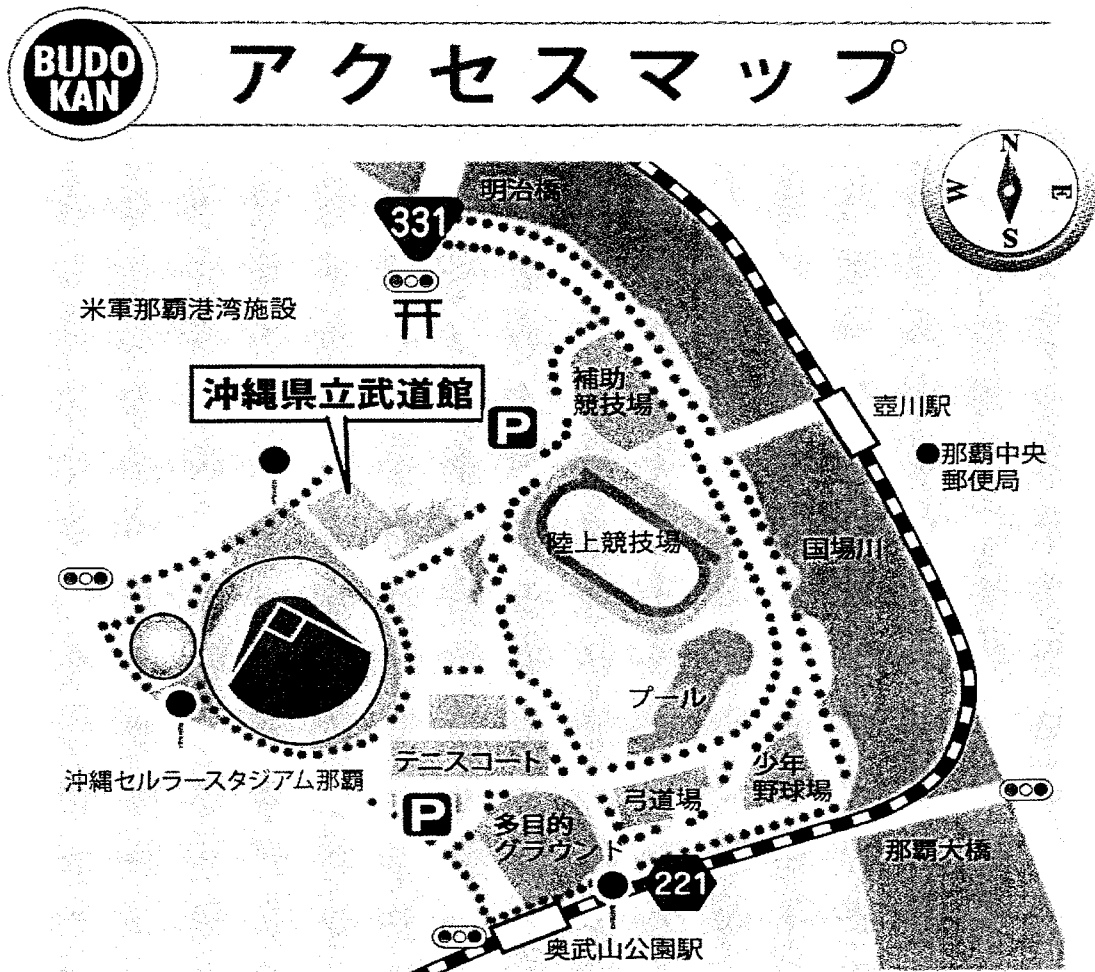 BUDO
KAN
アクセスマップ
N
W
E
S
明治橋
331
米軍那覇港湾施設
沖縄県立武道館
補助
競技場
P
壺川駅
那覇中央
郵便局
陸上競技場
国場川
プール
沖縄セルラースタジアム那覇
テニスコート
少年
野球場
弓道場
P
多目的
グラウンド
那覇大橋
221
奥武山公園駅